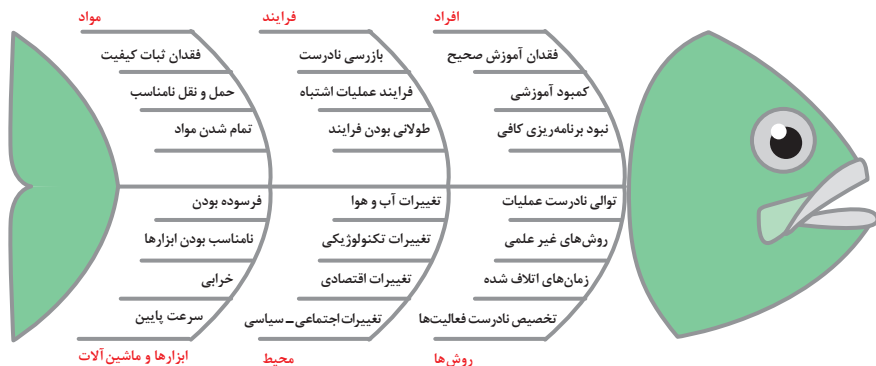 افراد
فقدان آموزش صحیح
کمبود آموزشی
نبود برنامه‌ریزی کافی
فرایند
بازرسی نادرست
فرایند عملیات اشتباه
طولانی بودن فرایند
مواد
فقدان ثبات کیفیت
حمل و نقل نامناسب
تمام شدن مواد
توالی نادرست عملیات
روش‌های غیر علمی
زمان‌های اتلاف شده
تخصیص نادرست فعالیت‌ها
روش‌ها
تغییرات آب و هوا
تغییرات تکنولوژیکی
تغییرات اقتصادی
تغییرات اجتماعی ـ سیاسی
محیط
فرسوده بودن
نامناسب بودن ابزارها
خرابی
سرعت پایین
ابزارها و ماشین‌آلات